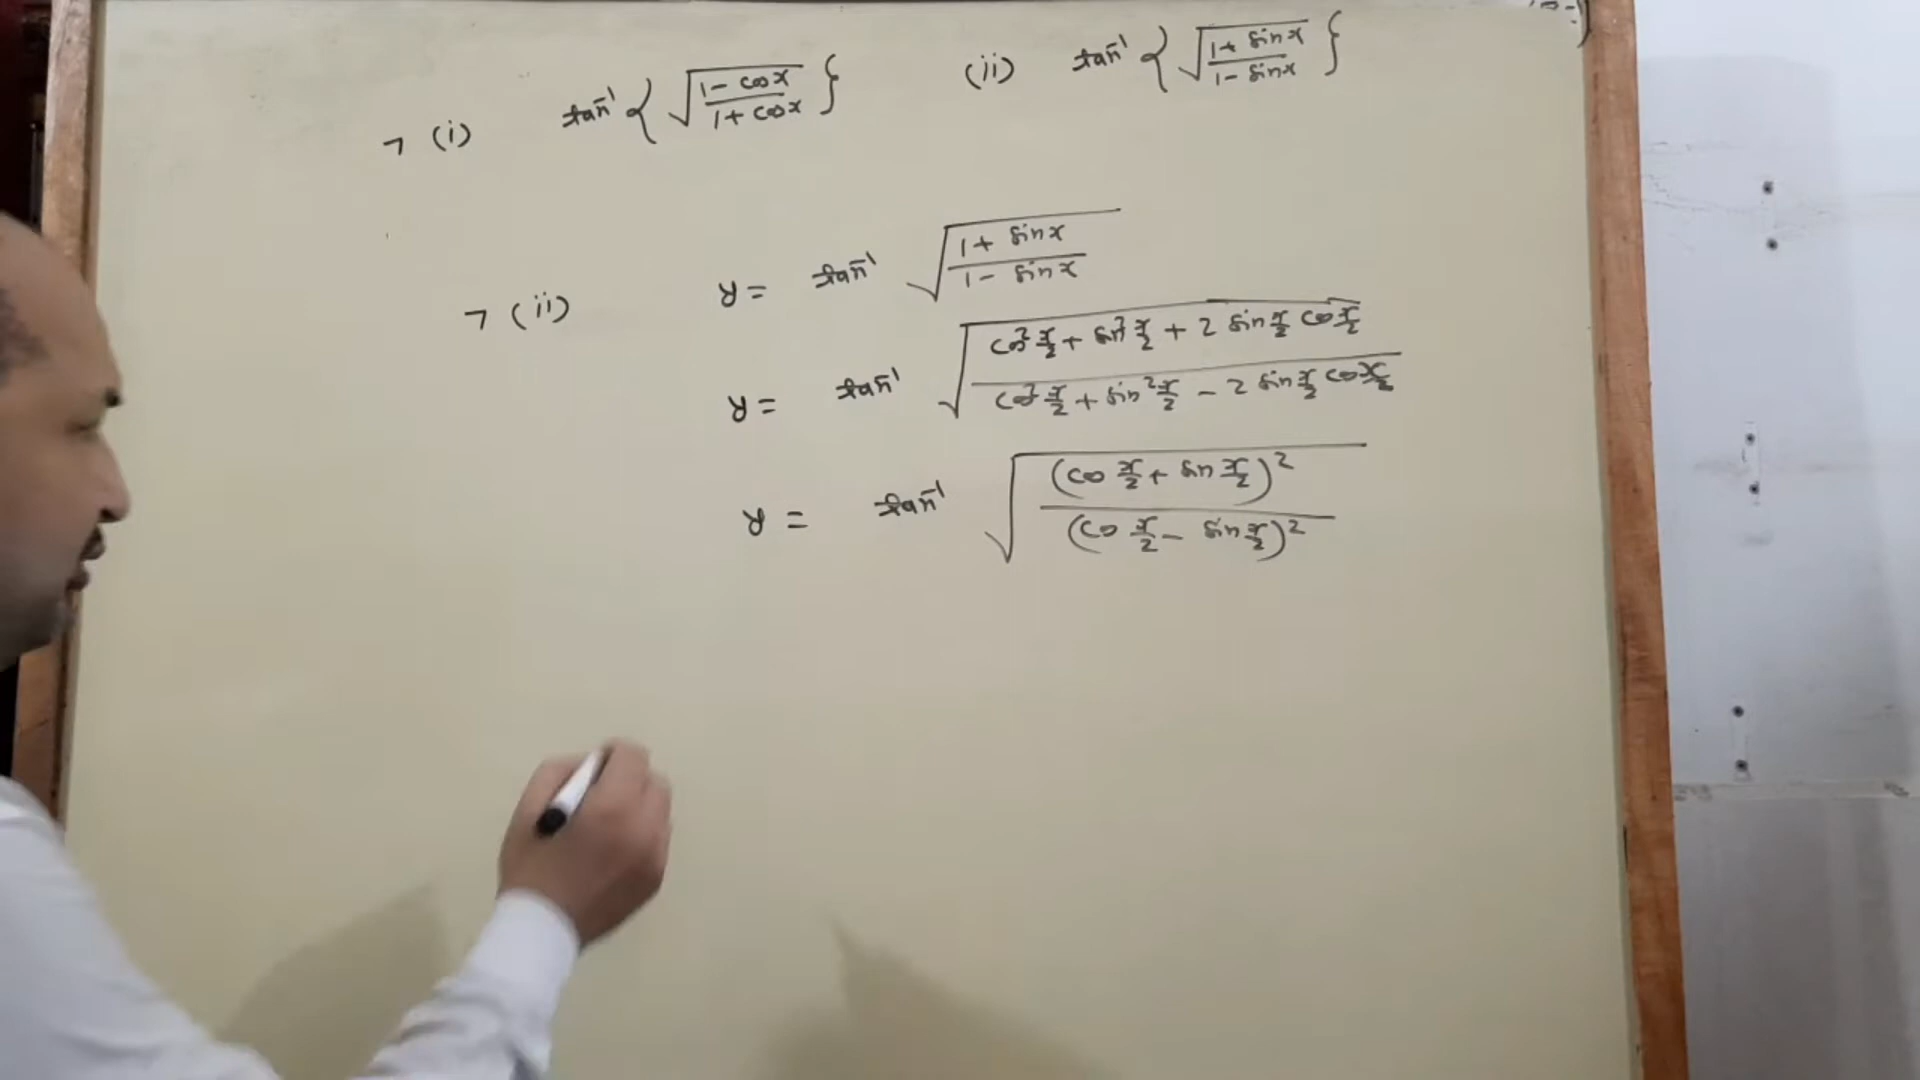 7 (i) tan⁻¹ { √((1 - cos x)/(1 + cos x)) } (ii) tan⁻¹ { √((1 + sin x)/(1 - sin x)) }
7 (ii) y = tan⁻¹ √((1 + sin x)/(1 - sin x))
y = tan⁻¹ √((cos² x/2 + sin² x/2 + 2 sin x/2 cos x/2)/(cos² x/2 + sin² x/2 - 2 sin x/2 cos x/2))
y = tan⁻¹ √((cos x/2 + sin x/2)²/(cos x/2 - sin x/2)²)